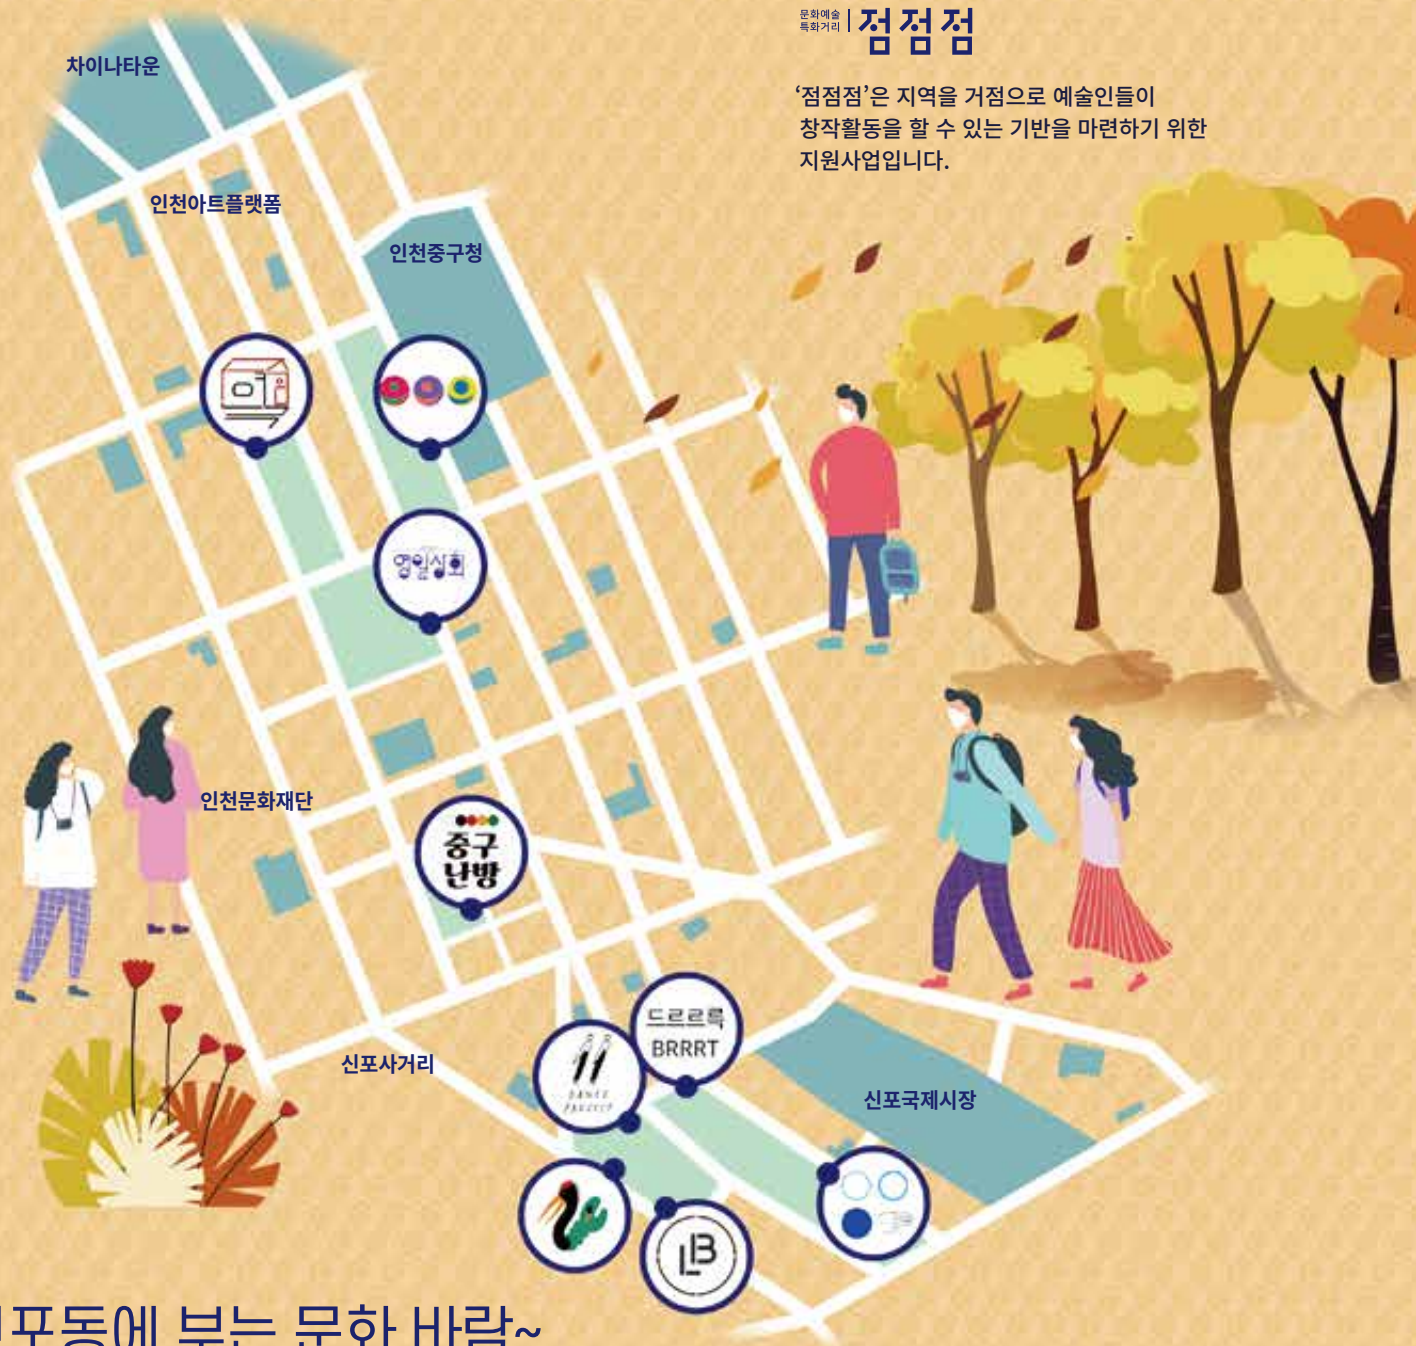 문화예술
특화거리
점점점
‘점점점’은 지역을 거점으로 예술인들이
창작활동을 할 수 있는 기반을 마련하기 위한
지원사업입니다.
차이나타운
인천아트플랫폼
인천중구청
영일상회
인천문화재단
중구
난방
드르르륵
BRRRT
신포사거리
신포국제시장
LB
포동에 부는 문화 바람~